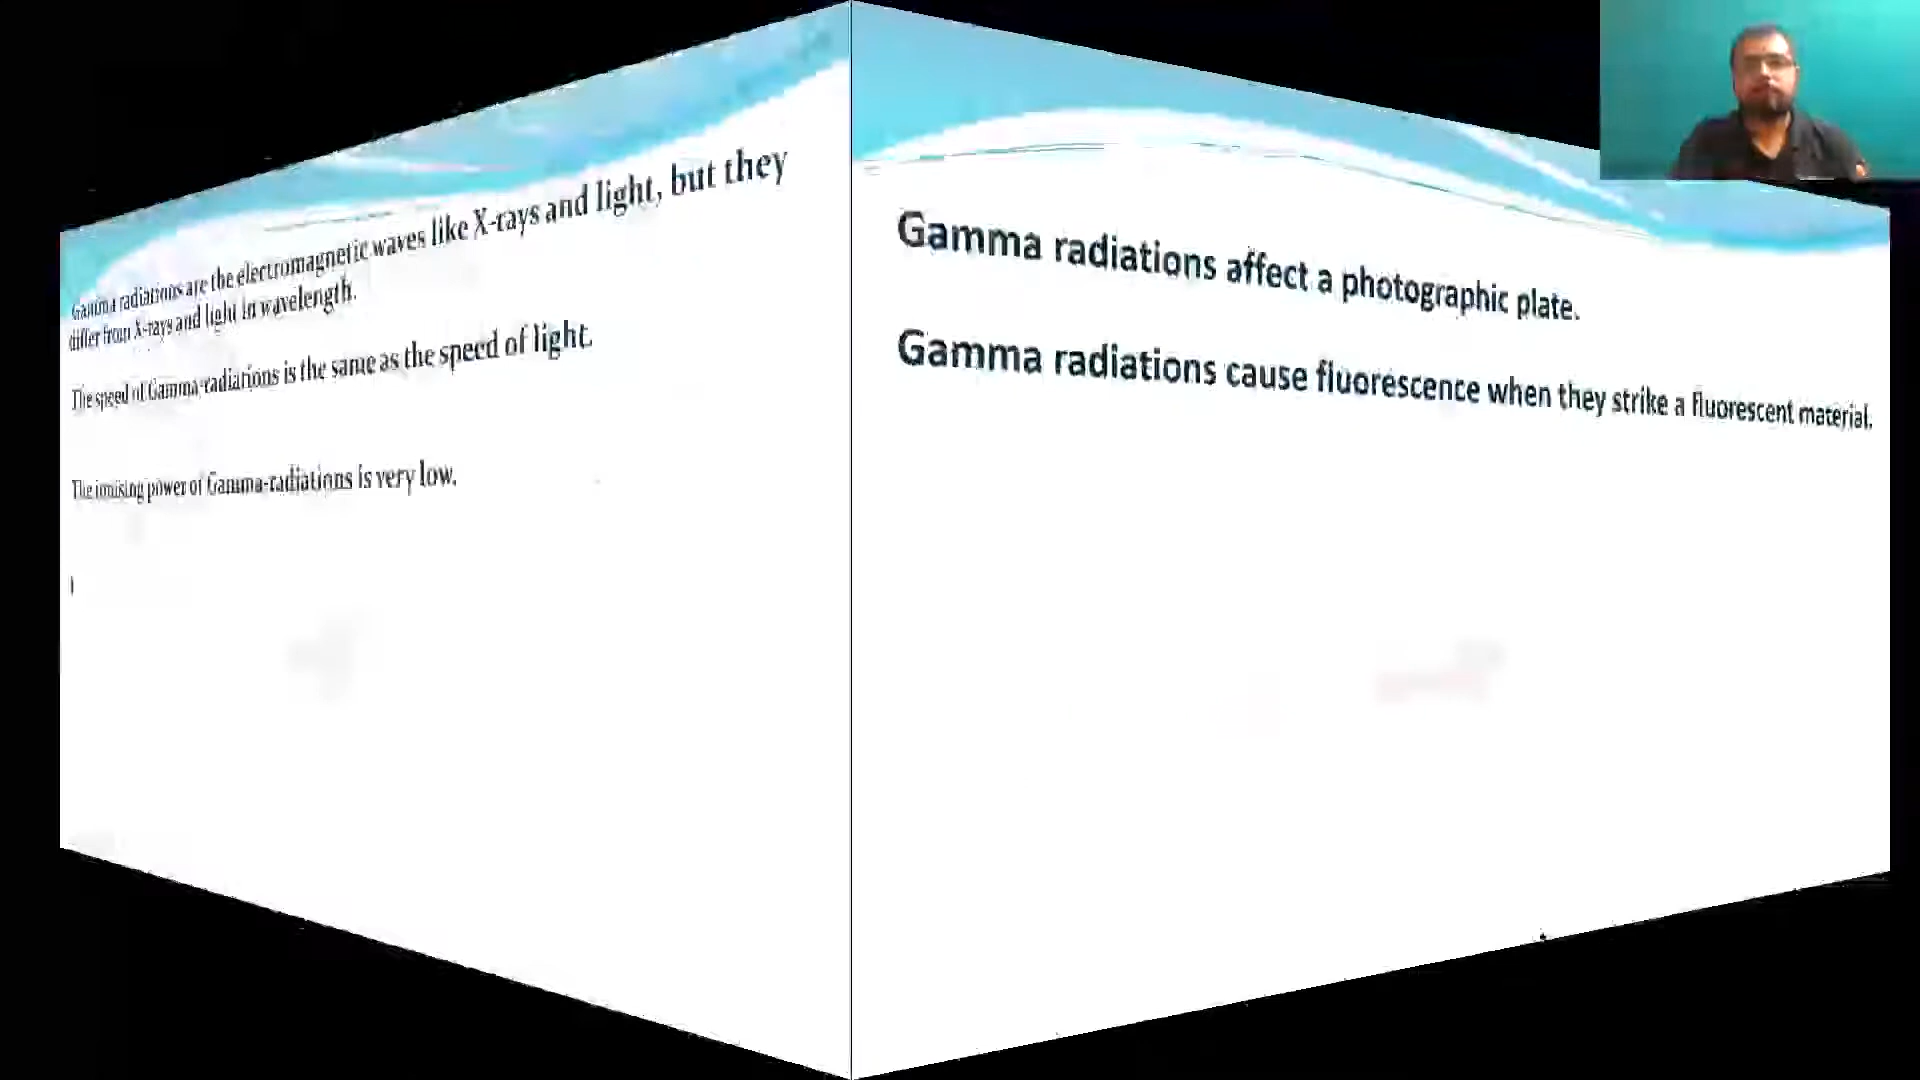 Gamma radiations are the electromagnetic waves like X-rays and light, but they
differ from X-rays and light in wavelength.
The speed of Gamma-radiations is the same as the speed of light.
The ionising power of Gamma-radiations is very low.
Gamma radiations affect a photographic plate.
Gamma radiations cause fluorescence when they strike a fluorescent material.